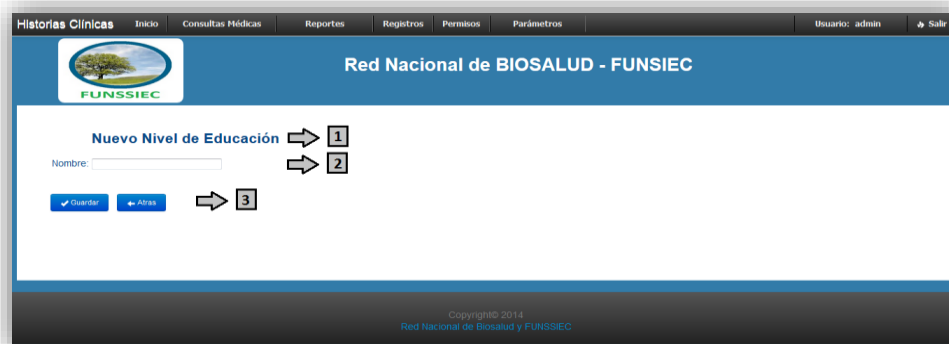 Historias Clínicas Inicio Consultas Médicas Reportes Registros Permisos Parámetros Usuario: admin Salir
Red Nacional de BIOSALUD - FUNSIEC
FUNSSIEC
Nuevo Nivel de Educación 1
Nombre: 2
Guardar Atras 3
Copyright© 2014
Red Nacional de Biosalud y FUNSSIEC